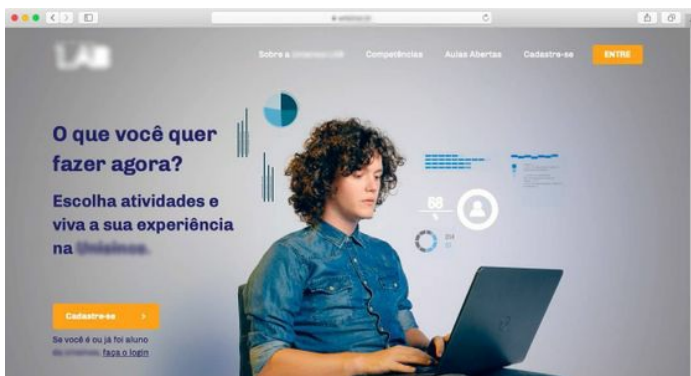 Sobre a
Competências
Aulas Abertas
Cadastre-se
ENTRE
O que você quer
fazer agora?
Escolha atividades e
viva a sua experiência
na
68
Cadastre-se >
Se você é ou já foi aluno
faça o login